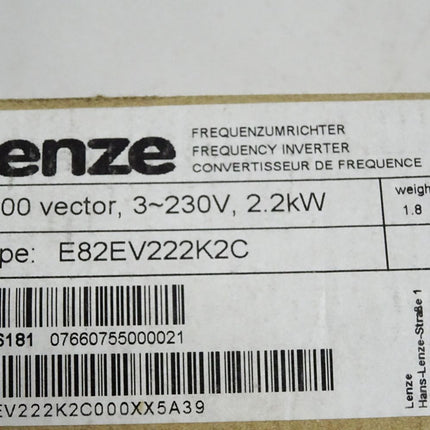 enze
FREQUENZUMRICHTER
FREQUENCY INVERTER
CONVERTISSEUR DE FREQUENCE
00 vector, 3~230V, 2.2kW
weigh
1.8
pe: E82EV222K2C
6181 07660755000021
EV222K2C000XX5A39
Lenze
Hans-Lenze-Straße 1